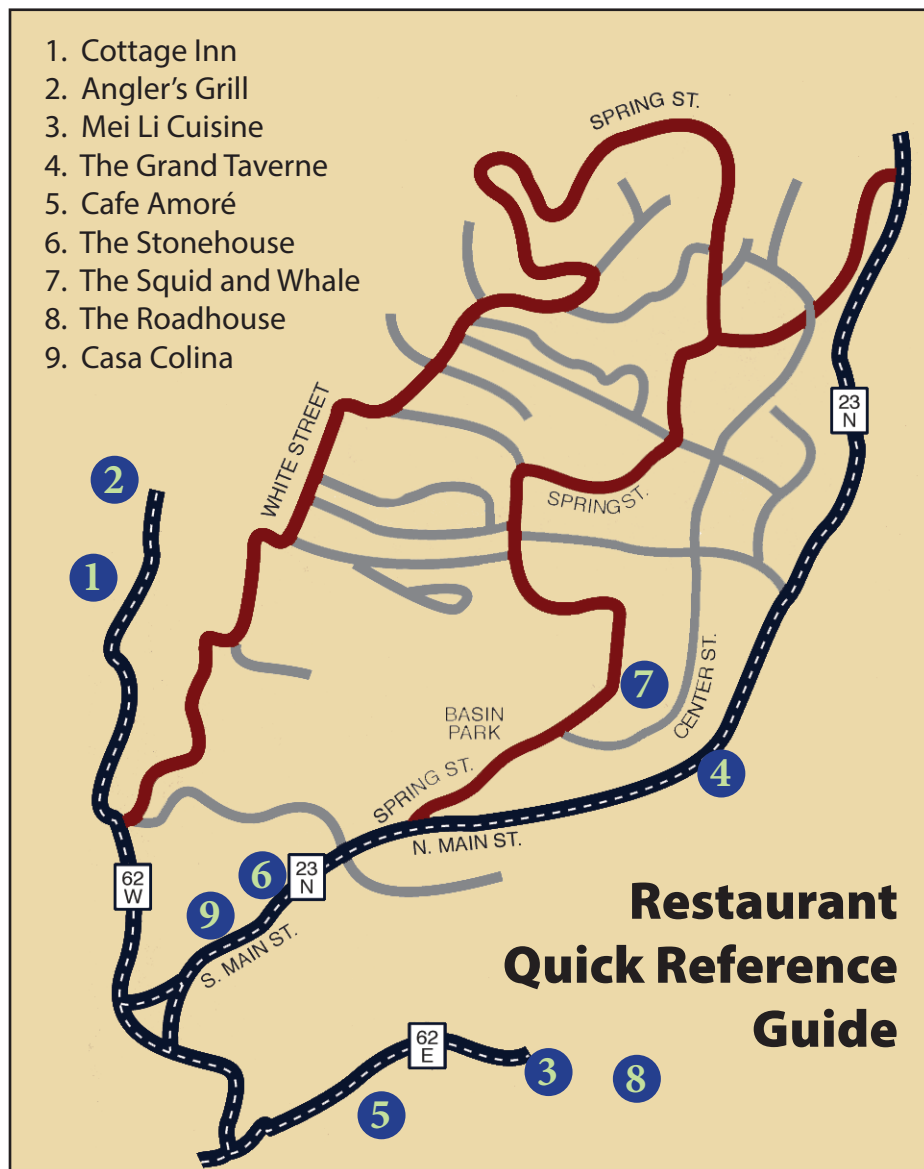 1. Cottage Inn
2. Angler's Grill
3. Mei Li Cuisine
4. The Grand Taverne
5. Cafe Amoré
6. The Stonehouse
7. The Squid and Whale
8. The Roadhouse
9. Casa Colina
SPRING ST.
23
N
WHITE STREET
2
SPRING ST.
1
7
CENTER ST.
BASIN
PARK
4
SPRING ST.
N. MAIN ST.
62
W
6
23
N
9
S. MAIN ST.
Restaurant
Quick Reference
Guide
62
E
3
8
5